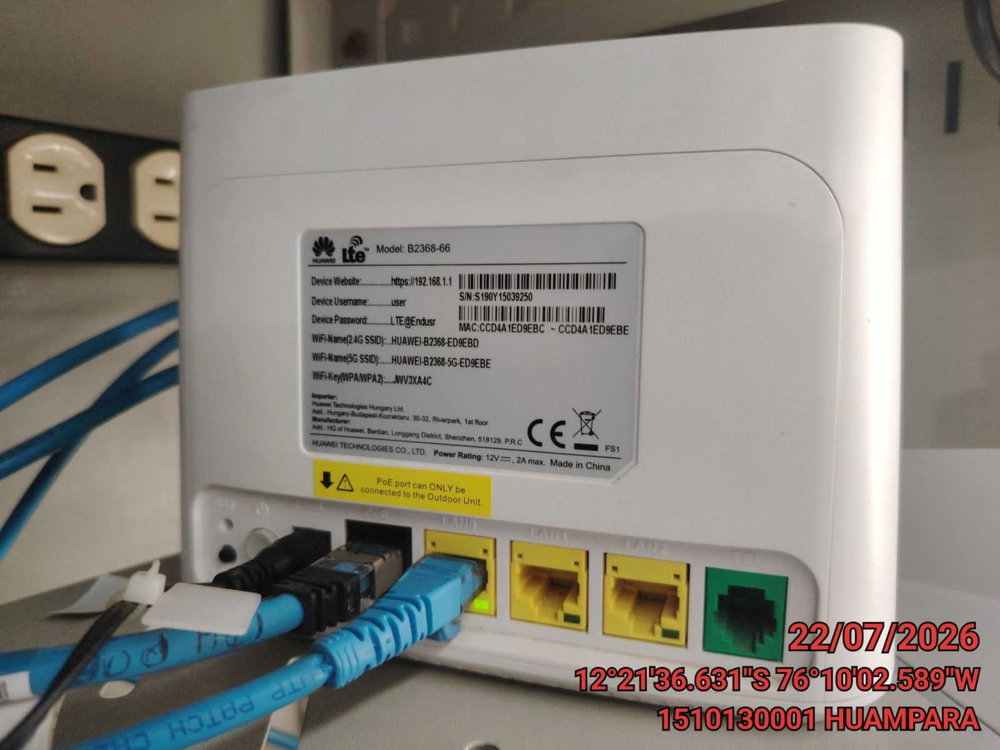 HUAWEI
Lte™ Model: B2368-66
Device Website:...............https://192.168.1.1
S/N:S190Y15039250
Device Username:............user
Device Password:...........LTE@Endusr
MAC:CCD4A1ED9EBC ~ CCD4A1ED9EBE
WiFi-Name(2.4G SSID):...HUAWEI-B2368-ED9EBD
WiFi-Name(5G SSID):......HUAWEI-B2368-5G-ED9EBE
WiFi-Key(WPA/WPA2):....JWV3XA4C
Importer:
Huawei Technologies Hungary Ltd.
Add.: Hungary-Budapest-Kozraktaru. 30-32, Riverpark, 1st floor
Manufacturer:
Add.: HQ of Huawei, Bantian, Longgang District, Shenzhen, 518129, P.R.C
CE
FS1
HUAWEI TECHNOLOGIES CO., LTD. Power Rating: 12V⎓, 2A max. Made in China
PoE port can ONLY be
connected to the Outdoor Unit.
RST PoE LAN0 LAN1 LAN2 TEL
UTP PATCH
22/07/2026
12°21'36.631"S 76°10'02.589"W
1510130001 HUAMPARA